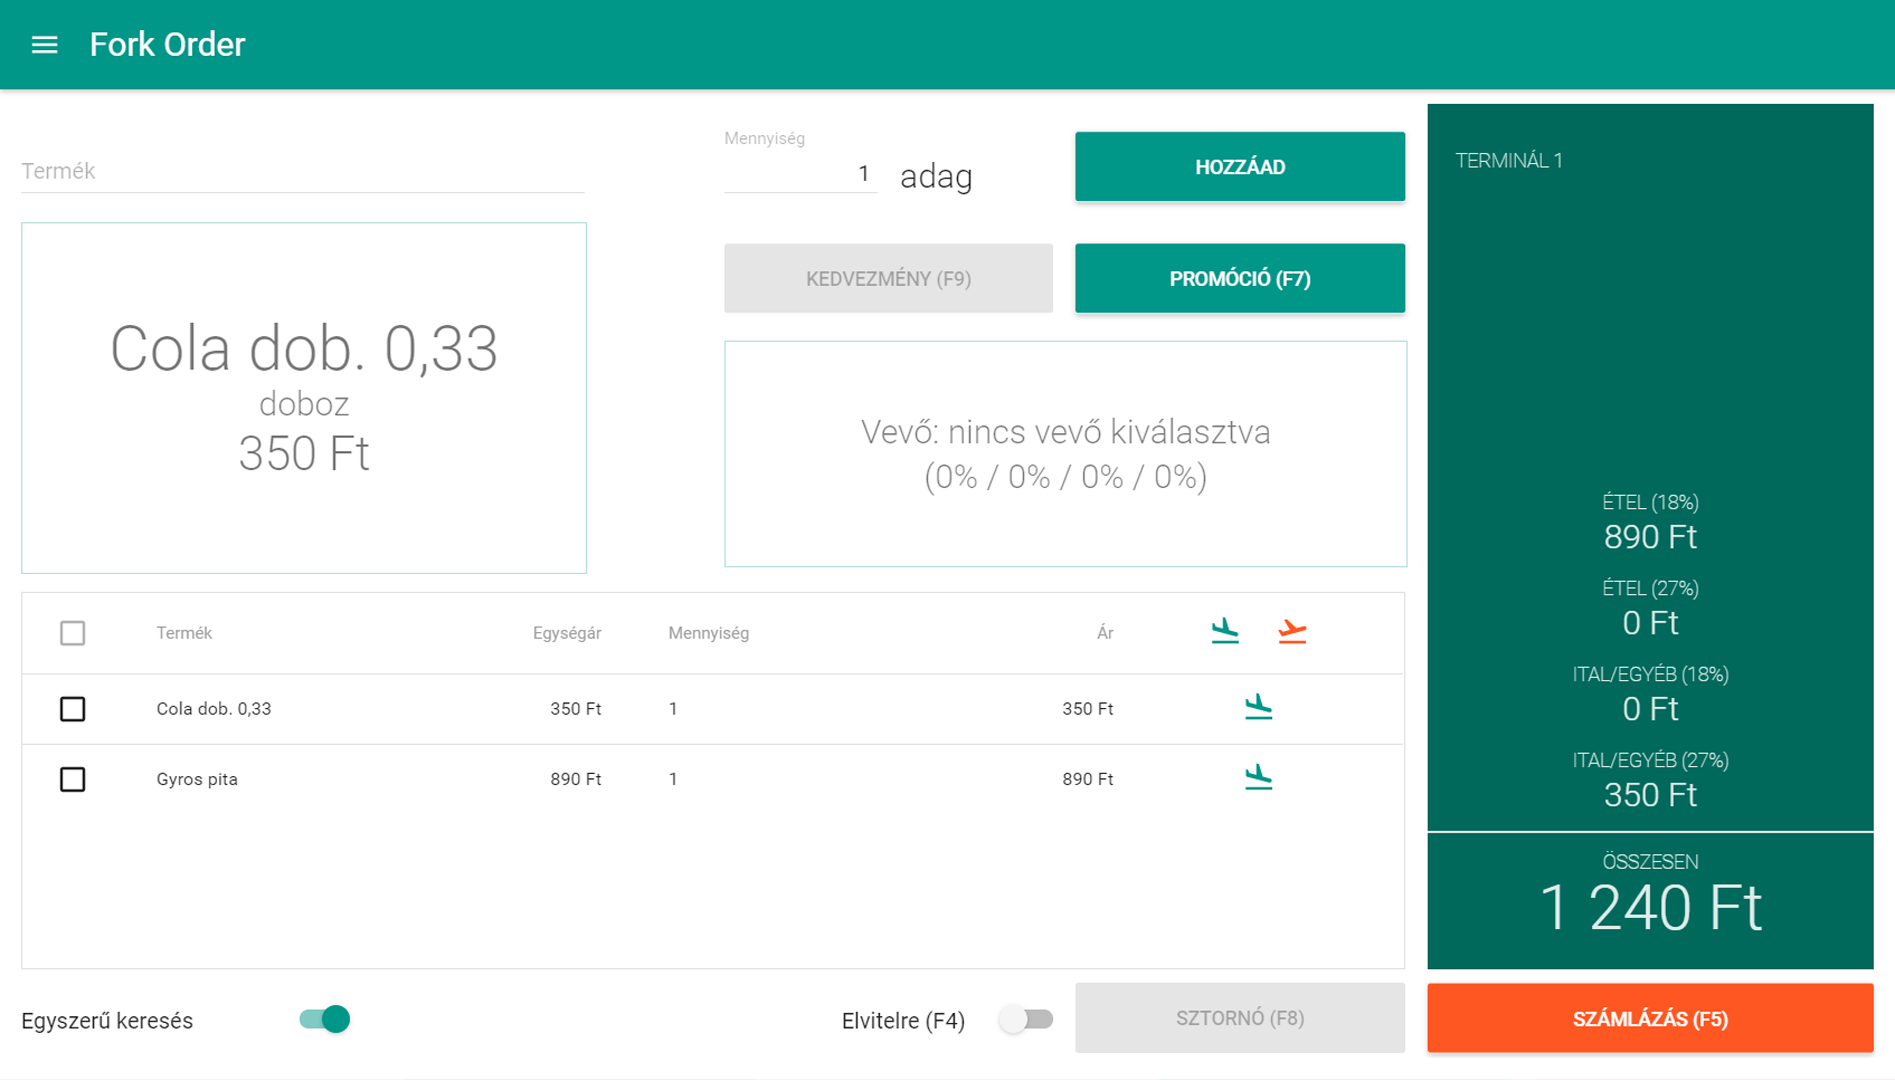 Fork Order
Termék
Mennyiség
1 adag
HOZZÁAD
KEDVEZMÉNY (F9)
PROMÓCIÓ (F7)
Cola dob. 0,33
doboz
350 Ft
Vevő: nincs vevő kiválasztva
(0% / 0% / 0% / 0%)
Termék Egységár Mennyiség Ár
Cola dob. 0,33 350 Ft 1 350 Ft
Gyros pita 890 Ft 1 890 Ft
Egyszerű keresés
Elvitelre (F4)
SZTORNÓ (F8)
TERMINÁL 1
ÉTEL (18%)
890 Ft
ÉTEL (27%)
0 Ft
ITAL/EGYÉB (18%)
0 Ft
ITAL/EGYÉB (27%)
350 Ft
ÖSSZESEN
1 240 Ft
SZÁMLÁZÁS (F5)